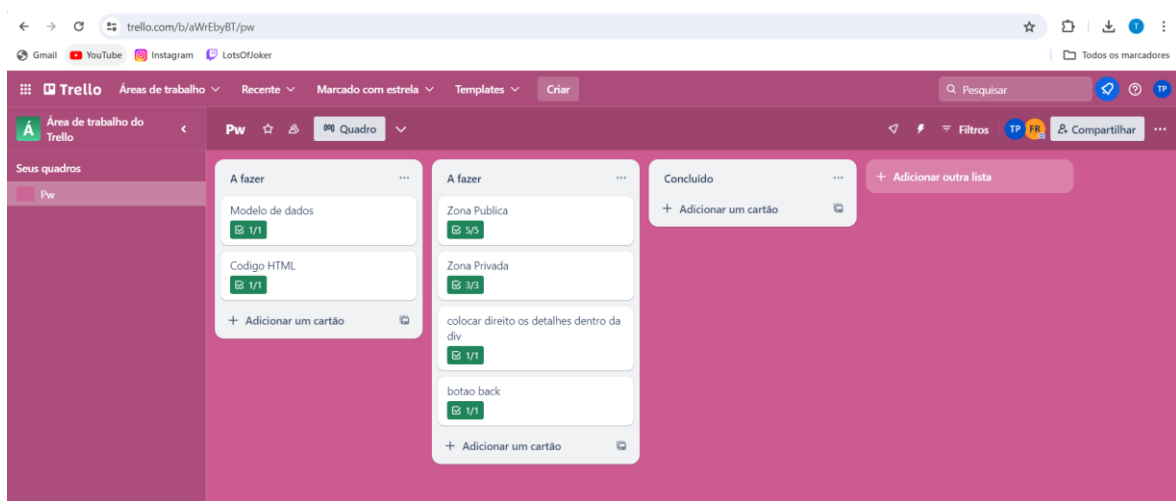 trello.com/b/aWrEbyBT/pw
T
Gmail YouTube Instagram LotsOfJoker Todos os marcadores
Trello Áreas de trabalho Recente Marcado com estrela Templates Criar Pesquisar TP
Á Área de trabalho do Trello Pw Quadro Filtros TP FR Compartilhar
Seus quadros
Pw
A fazer
Modelo de dados
1/1
Codigo HTML
1/1
+ Adicionar um cartão
A fazer
Zona Publica
5/5
Zona Privada
3/3
colocar direito os detalhes dentro da
div
1/1
botao back
1/1
+ Adicionar um cartão
Concluído
+ Adicionar um cartão
+ Adicionar outra lista